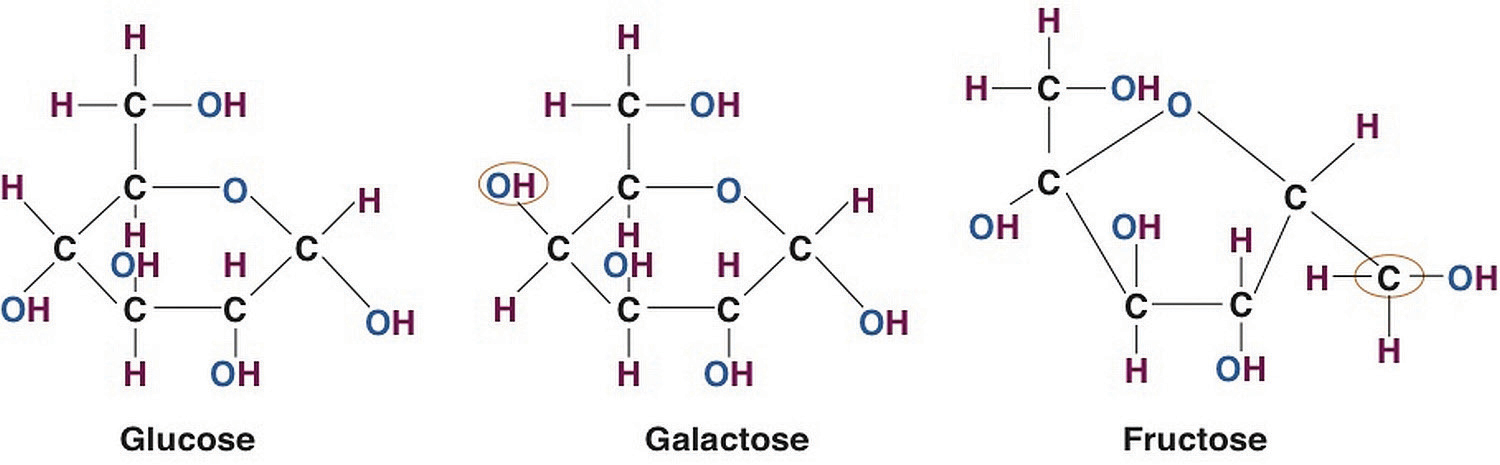 H
H C OH
H C O H
H C
OH H C
OH C C OH
H OH
Glucose
H
H C OH
OH C O H
H C
OH H C
H C C OH
H OH
Galactose
H
H C OH O
H
C C
OH OH H
H C OH
C C
H OH H
Fructose